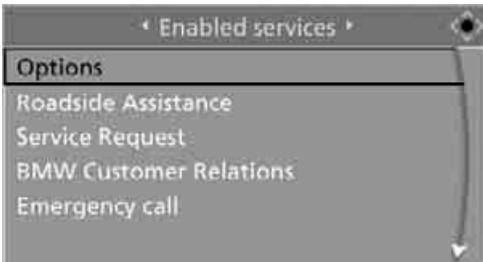 Enabled services
Options
Roadside Assistance
Service Request
BMW Customer Relations
Emergency call